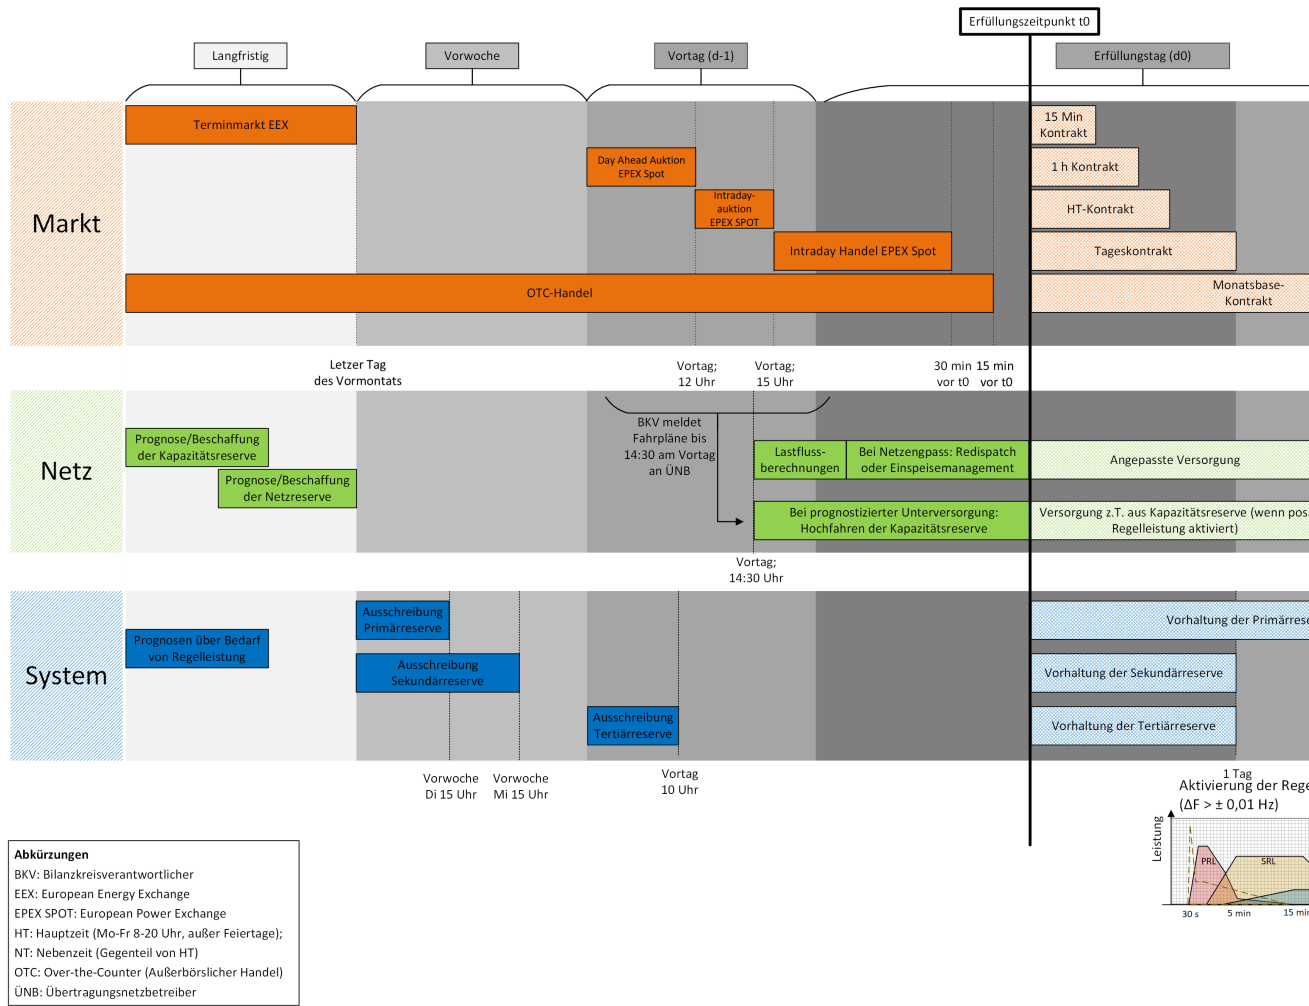 Erfüllungszeitpunkt t0
Langfristig
Vorwoche
Vortag (d-1)
Erfüllungstag (d0)
Markt
Terminmarkt EEX
15 Min
Kontrakt
Day Ahead Auktion
EPEX Spot
1 h Kontrakt
Intraday-
auktion
EPEX SPOT
HT-Kontrakt
Intraday Handel EPEX Spot
Tageskontrakt
OTC-Handel
Monatsbase-
Kontrakt
Letzer Tag
des Vormontats
Vortag;
12 Uhr
Vortag;
15 Uhr
30 min
vor t0
15 min
vor t0
Netz
Prognose/Beschaffung
der Kapazitätsreserve
Prognose/Beschaffung
der Netzreserve
BKV meldet
Fahrpläne bis
14:30 am Vortag
an ÜNB
Lastfluss-
berechnungen
Bei Netzengpass: Redispatch
oder Einspeisemanagement
Angepasste Versorgung
Bei prognostizierter Unterversorgung:
Hochfahren der Kapazitätsreserve
Versorgung z.T. aus Kapazitätsreserve (wenn pos.
Regelleistung aktiviert)
Vortag;
14:30 Uhr
System
Prognosen über Bedarf
von Regelleistung
Ausschreibung
Primärreserve
Vorhaltung der Primärrese
Ausschreibung
Sekundärreserve
Vorhaltung der Sekundärreserve
Ausschreibung
Tertiärreserve
Vorhaltung der Tertiärreserve
Vorwoche
Di 15 Uhr
Vorwoche
Mi 15 Uhr
Vortag
10 Uhr
1 Tag
Aktivierung der Rege
(ΔF > ± 0,01 Hz)
Leistung
PRL
SRL
30 s
5 min
15 min
Abkürzungen
BKV: Bilanzkreisverantwortlicher
EEX: European Energy Exchange
EPEX SPOT: European Power Exchange
HT: Hauptzeit (Mo-Fr 8-20 Uhr, außer Feiertage);
NT: Nebenzeit (Gegenteil von HT)
OTC: Over-the-Counter (Außerbörslicher Handel)
ÜNB: Übertragungsnetzbetreiber